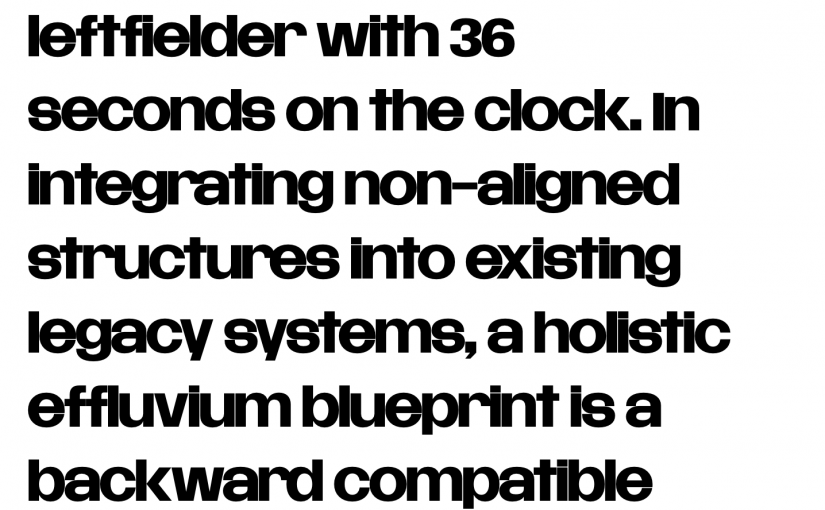 leftfielder with 36
seconds on the clock. In
integrating non-aligned
structures into existing
legacy systems, a holistic
effluvium blueprint is a
backward compatible